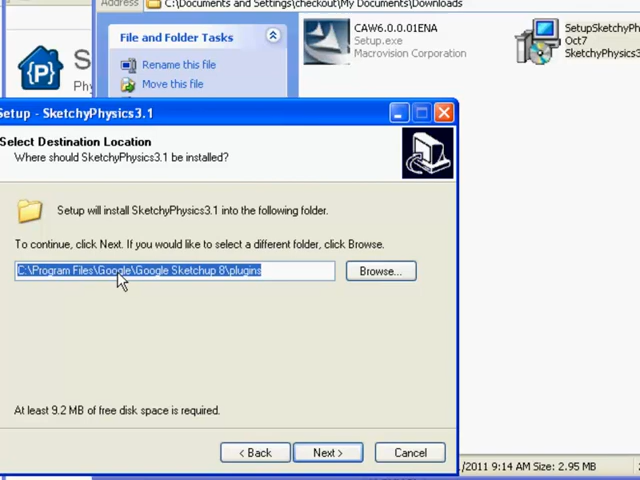 Address C:\Documents and Settings\checkout\My Documents\Downloads
File and Folder Tasks
Rename this file
Move this file
CAW6.0.0.01ENA
Setup.exe
Macrovision Corporation
SetupSketchyPh
Oct7
SketchyPhysics3
{P}
S
Phy
Setup - SketchyPhysics3.1
Select Destination Location
Where should SketchyPhysics3.1 be installed?
Setup will install SketchyPhysics3.1 into the following folder.
To continue, click Next. If you would like to select a different folder, click Browse.
C:\Program Files\Google\Google Sketchup 8\plugins
Browse...
At least 9.2 MB of free disk space is required.
< Back
Next >
Cancel
/2011 9:14 AM Size: 2.95 MB